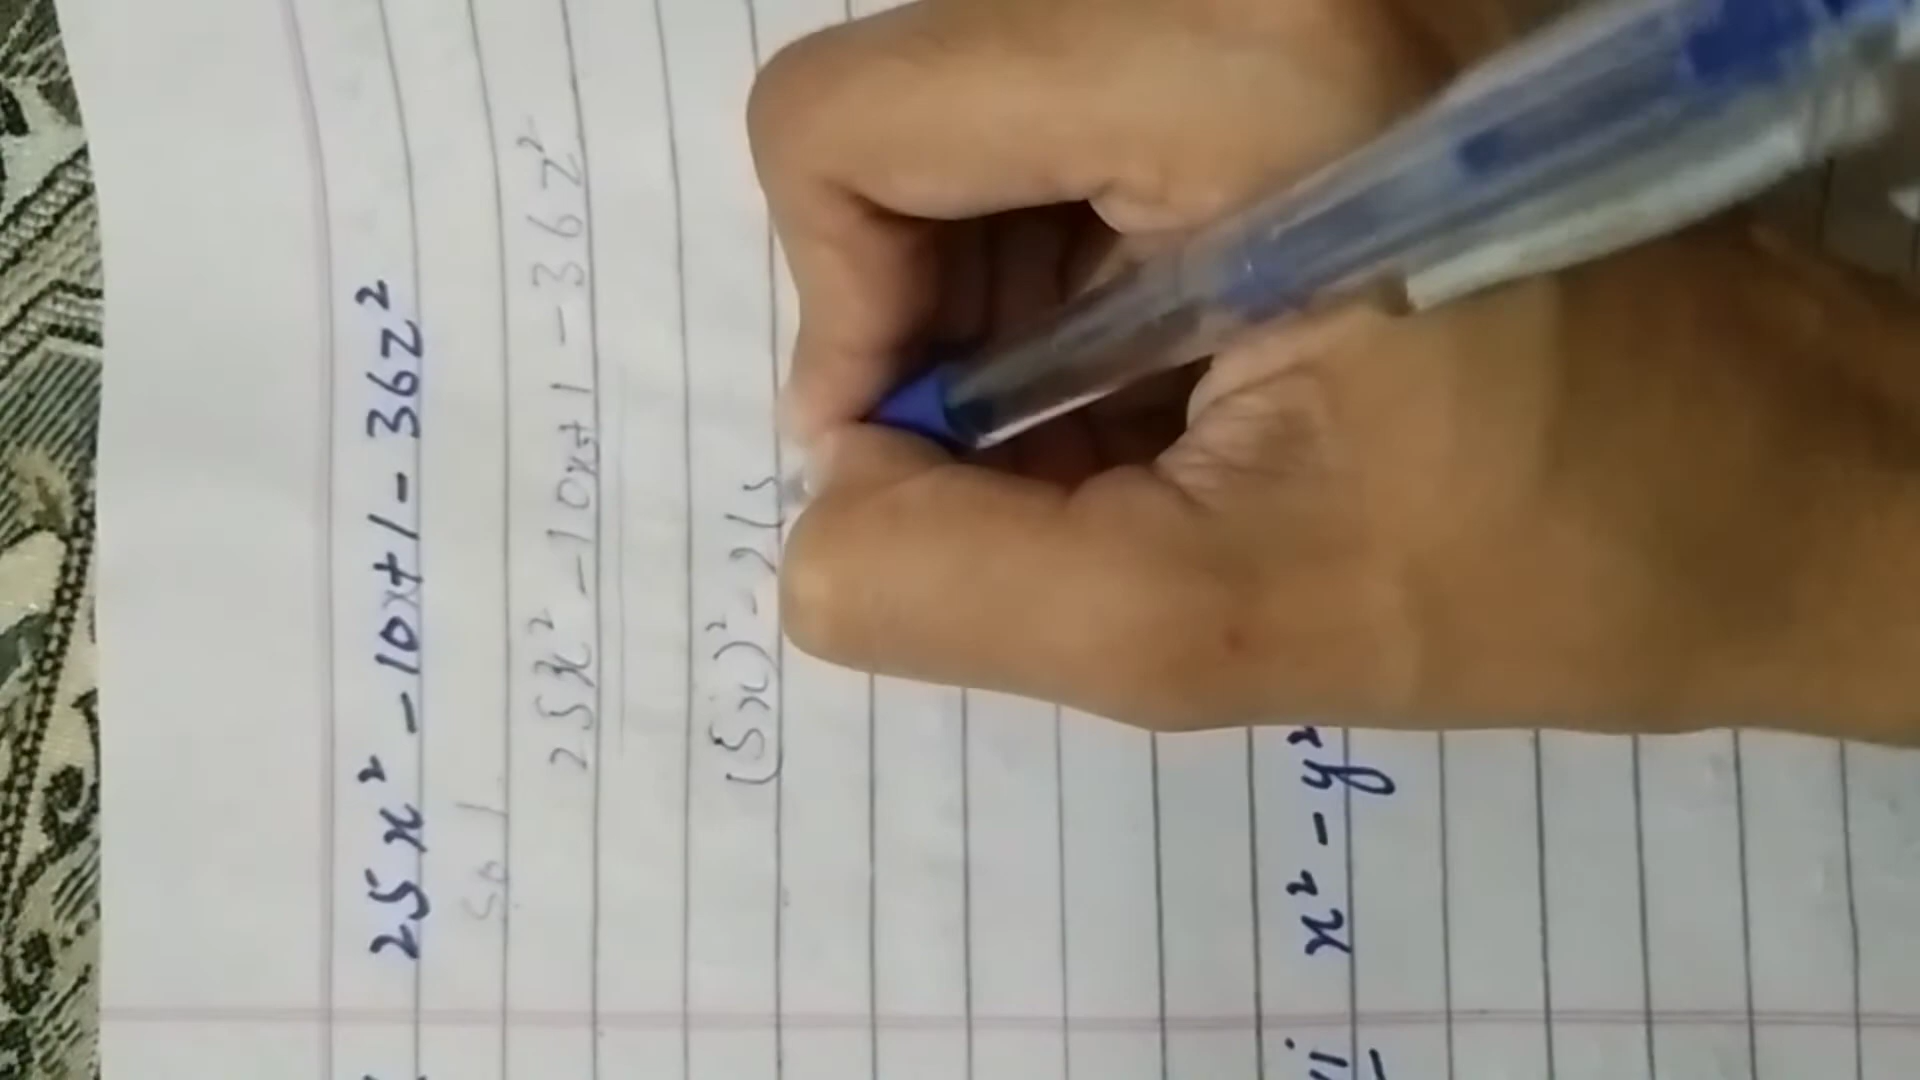 25x² - 10x + 1 - 36z²
Sol
25x² - 10x + 1 - 36z²
(5x)² - 2(5
x² - y²